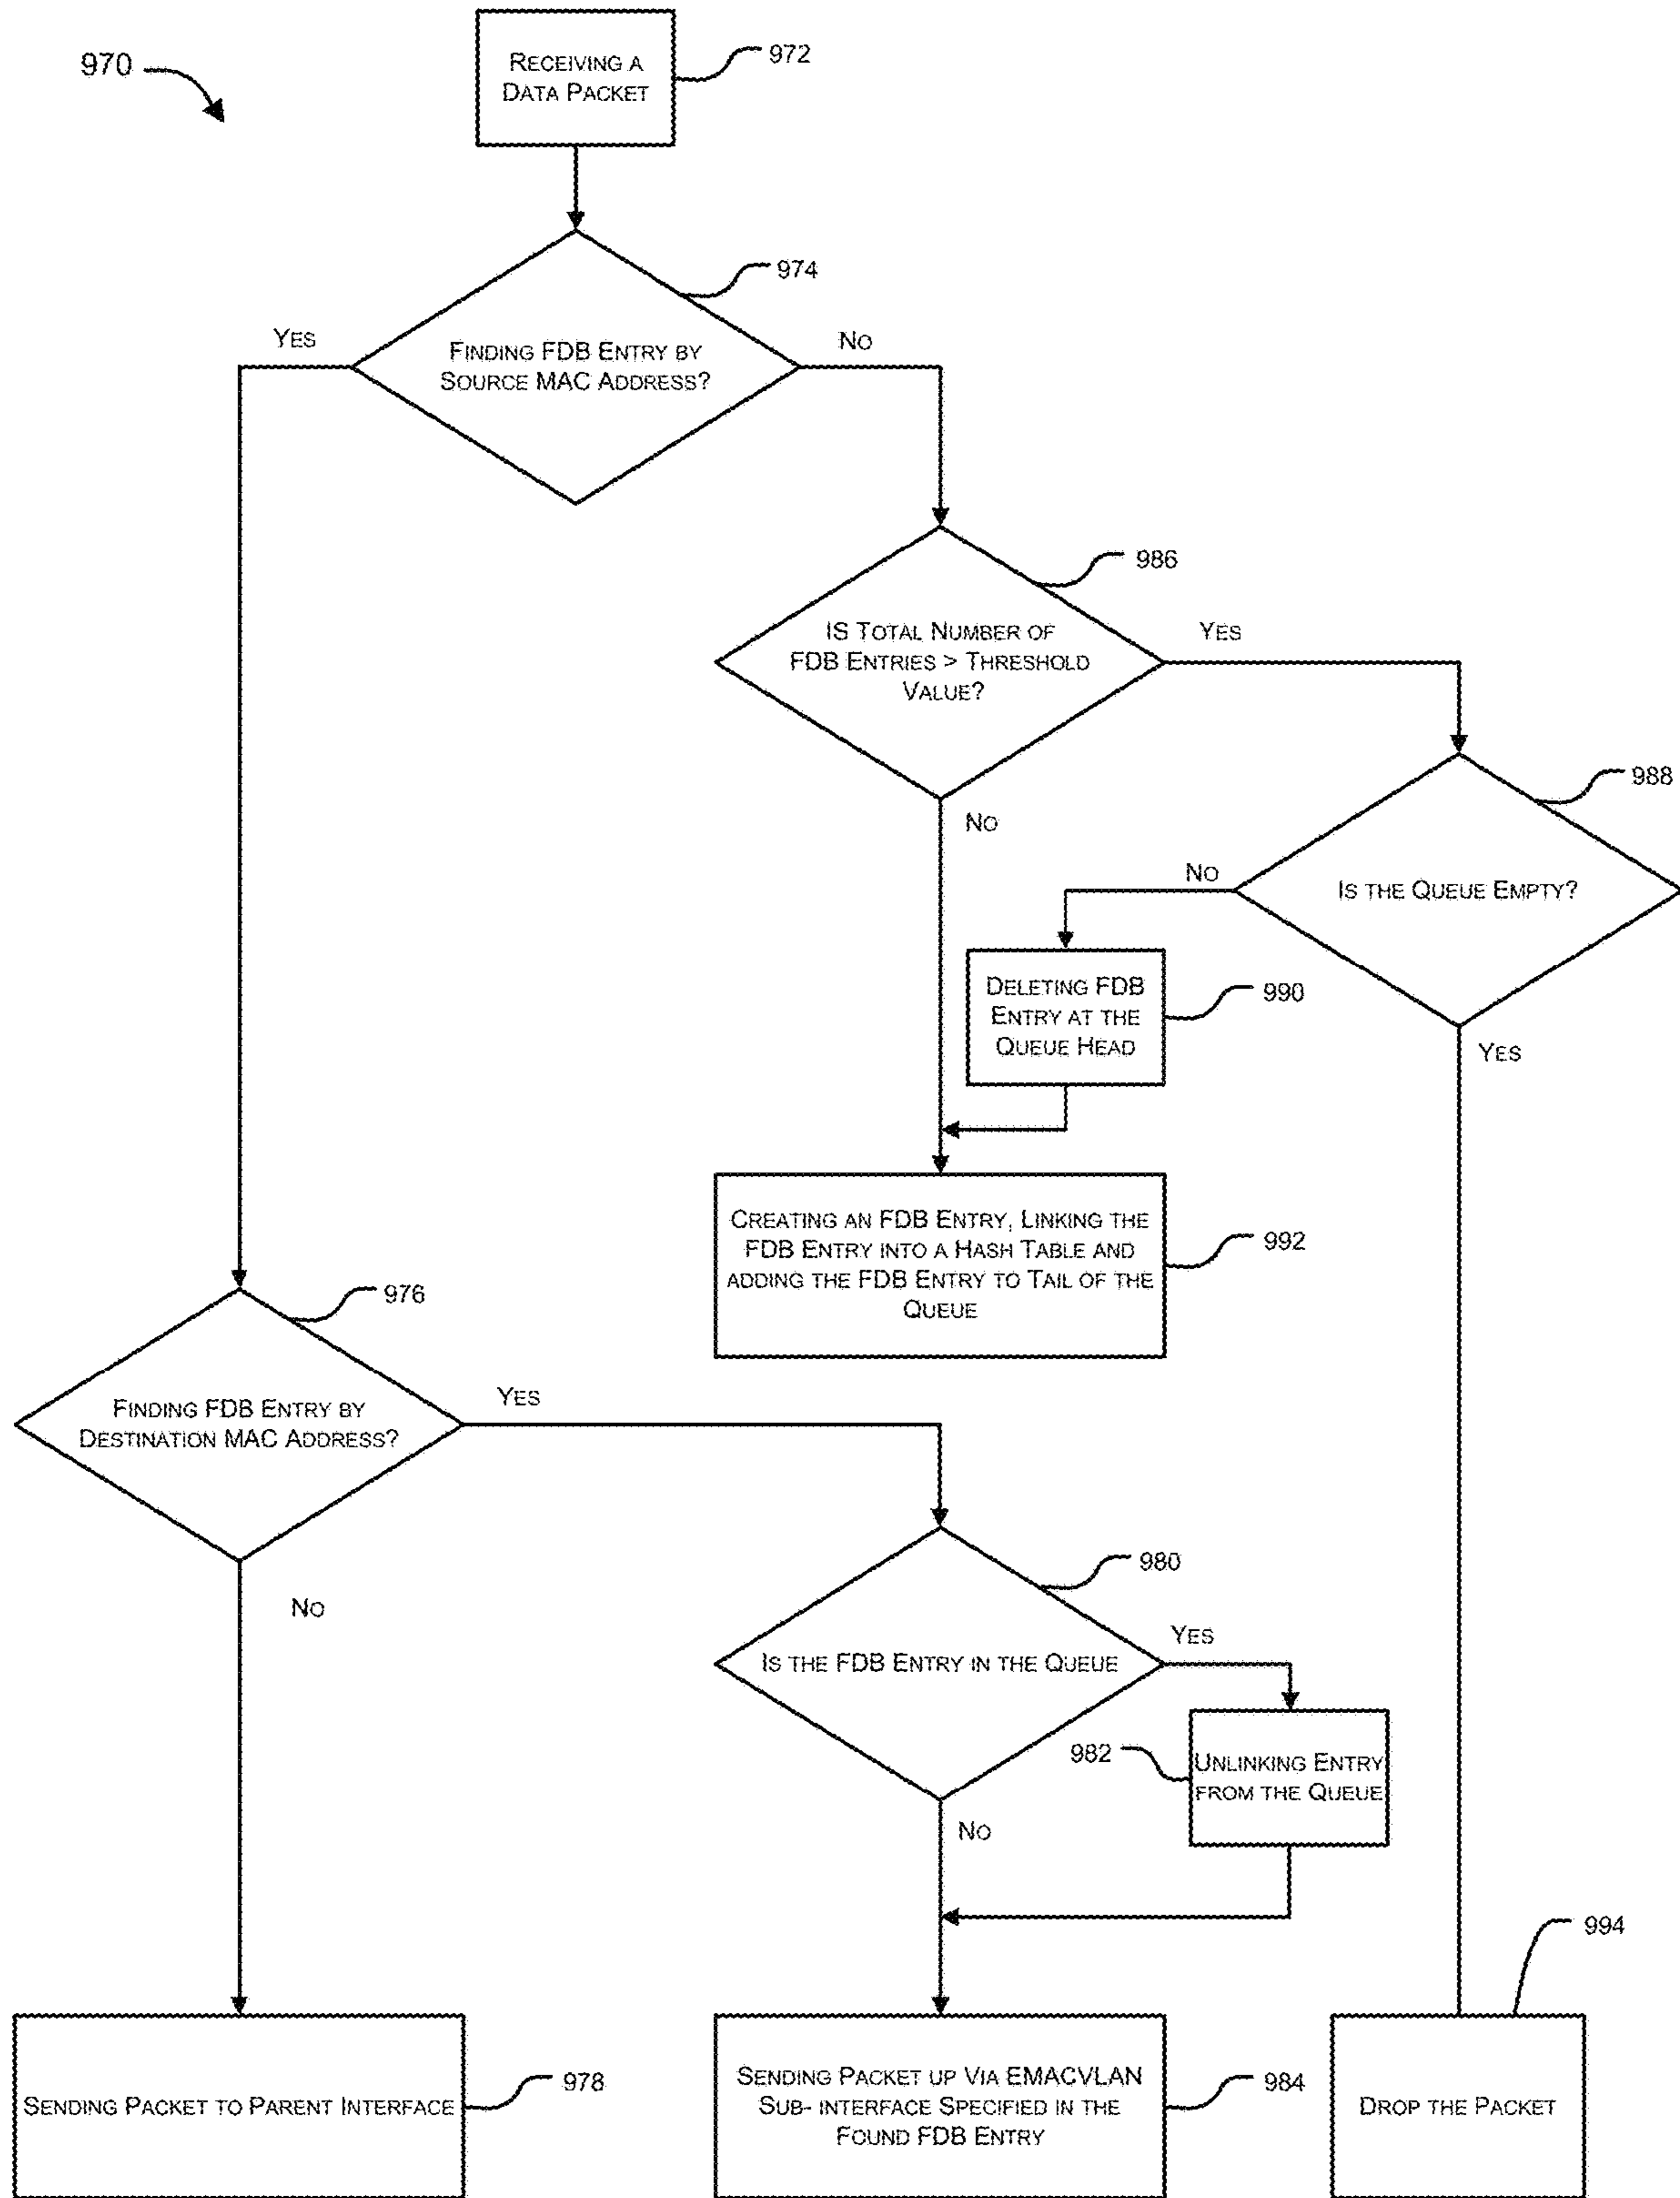 970
RECEIVING A
DATA PACKET
972
974
YES
FINDING FDB ENTRY BY
SOURCE MAC ADDRESS?
NO
986
IS TOTAL NUMBER OF
FDB ENTRIES > THRESHOLD
VALUE?
YES
NO
988
IS THE QUEUE EMPTY?
NO
YES
DELETING FDB
ENTRY AT THE
QUEUE HEAD
990
CREATING AN FDB ENTRY, LINKING THE
FDB ENTRY INTO A HASH TABLE AND
ADDING THE FDB ENTRY TO TAIL OF THE
QUEUE
992
976
FINDING FDB ENTRY BY
DESTINATION MAC ADDRESS?
YES
NO
980
IS THE FDB ENTRY IN THE QUEUE
YES
NO
982
UNLINKING ENTRY
FROM THE QUEUE
994
SENDING PACKET TO PARENT INTERFACE
978
SENDING PACKET UP VIA EMACVLAN
SUB- INTERFACE SPECIFIED IN THE
FOUND FDB ENTRY
984
DROP THE PACKET